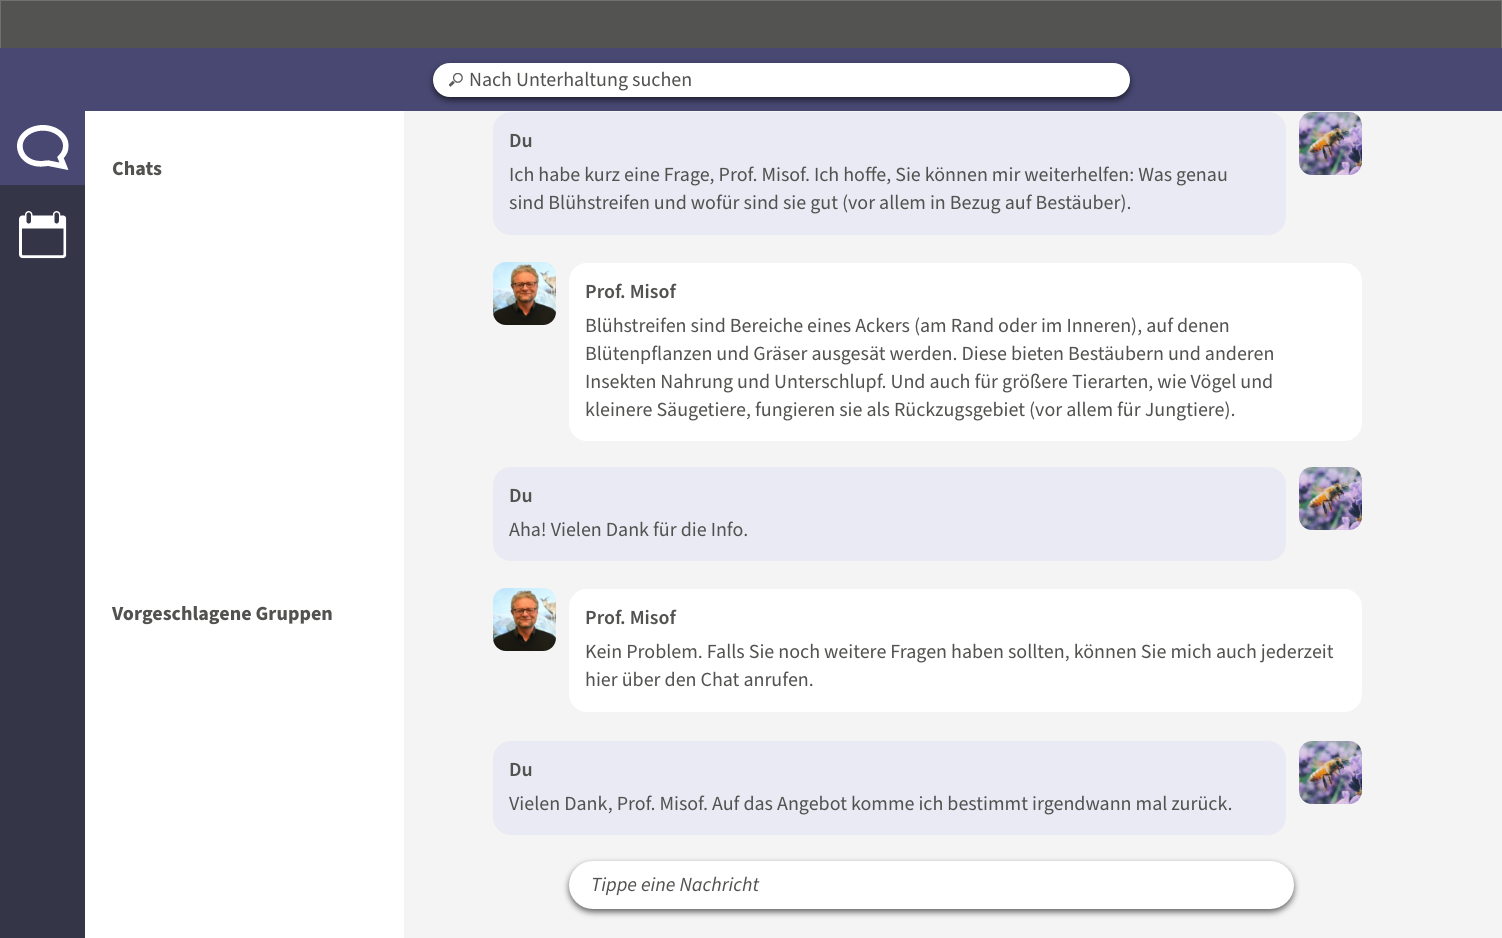 Nach Unterhaltung suchen
Chats
Vorgeschlagene Gruppen
Du
Ich habe kurz eine Frage, Prof. Misof. Ich hoffe, Sie können mir weiterhelfen: Was genau
sind Blühstreifen und wofür sind sie gut (vor allem in Bezug auf Bestäuber).
Prof. Misof
Blühstreifen sind Bereiche eines Ackers (am Rand oder im Inneren), auf denen
Blütenpflanzen und Gräser ausgesät werden. Diese bieten Bestäubern und anderen
Insekten Nahrung und Unterschlupf. Und auch für größere Tierarten, wie Vögel und
kleinere Säugetiere, fungieren sie als Rückzugsgebiet (vor allem für Jungtiere).
Du
Aha! Vielen Dank für die Info.
Prof. Misof
Kein Problem. Falls Sie noch weitere Fragen haben sollten, können Sie mich auch jederzeit
hier über den Chat anrufen.
Du
Vielen Dank, Prof. Misof. Auf das Angebot komme ich bestimmt irgendwann mal zurück.
Tippe eine Nachricht